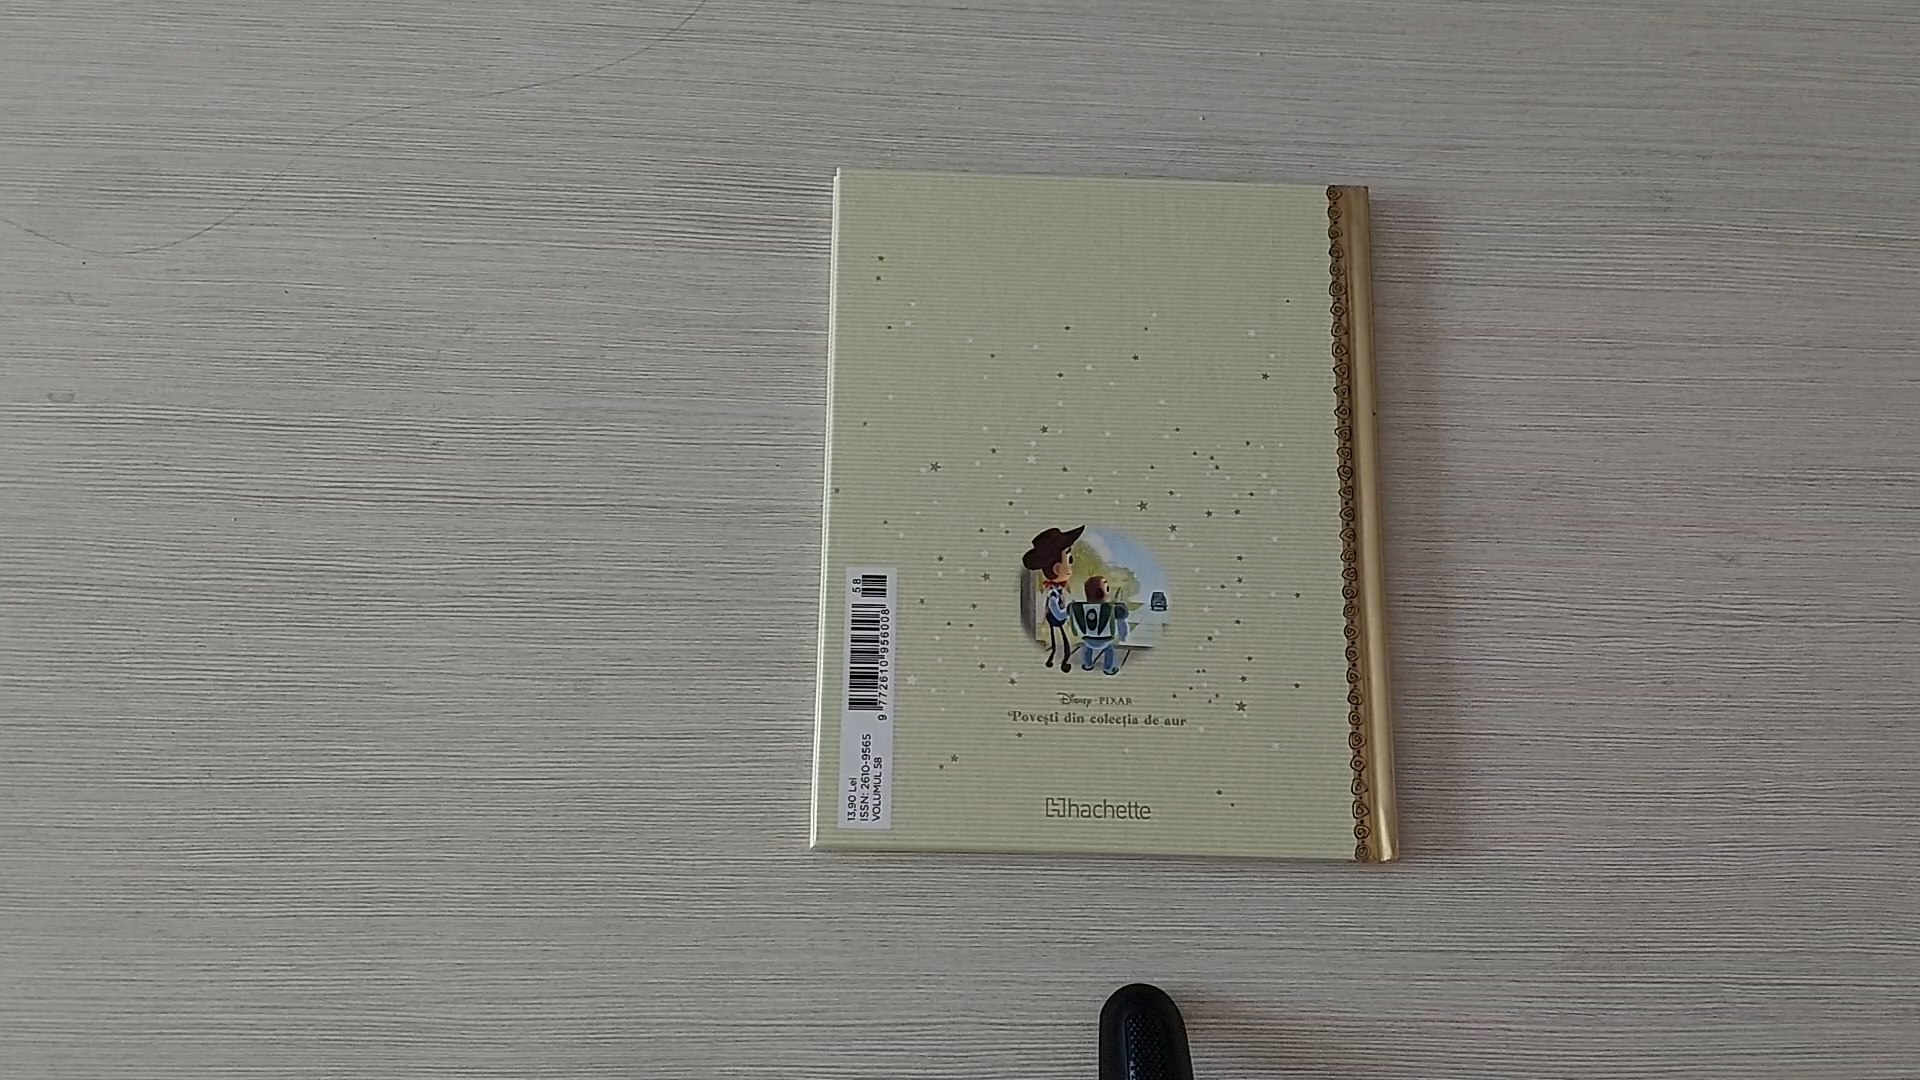 Disney · PIXAR
Povești din colecția de aur
hachette
58
9 772610 956008
13,90 Lei
ISSN: 2610-9565
VOLUMUL 58